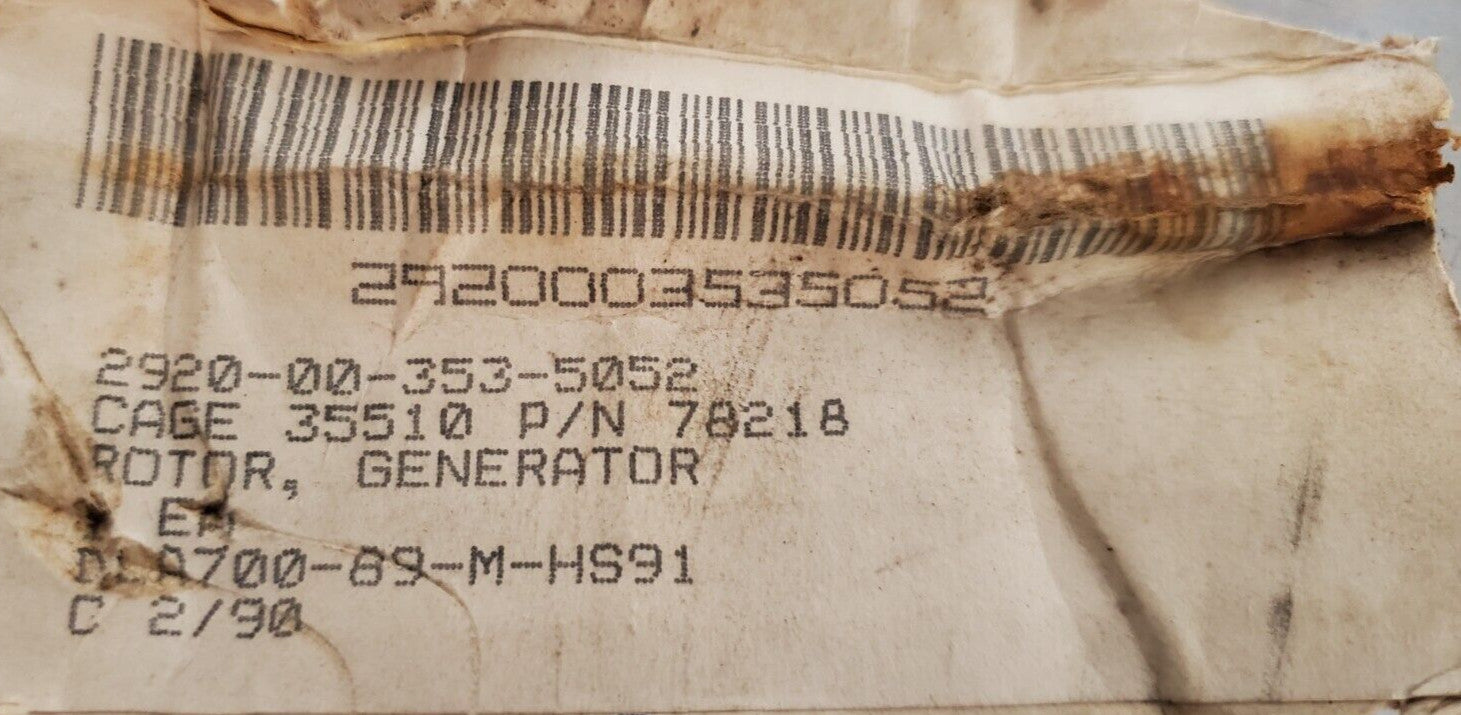 2920003535052
2920-00-353-5052
CAGE 35510 P/N 78218
ROTOR, GENERATOR
EA
DLA700-89-M-HS91
C 2/90